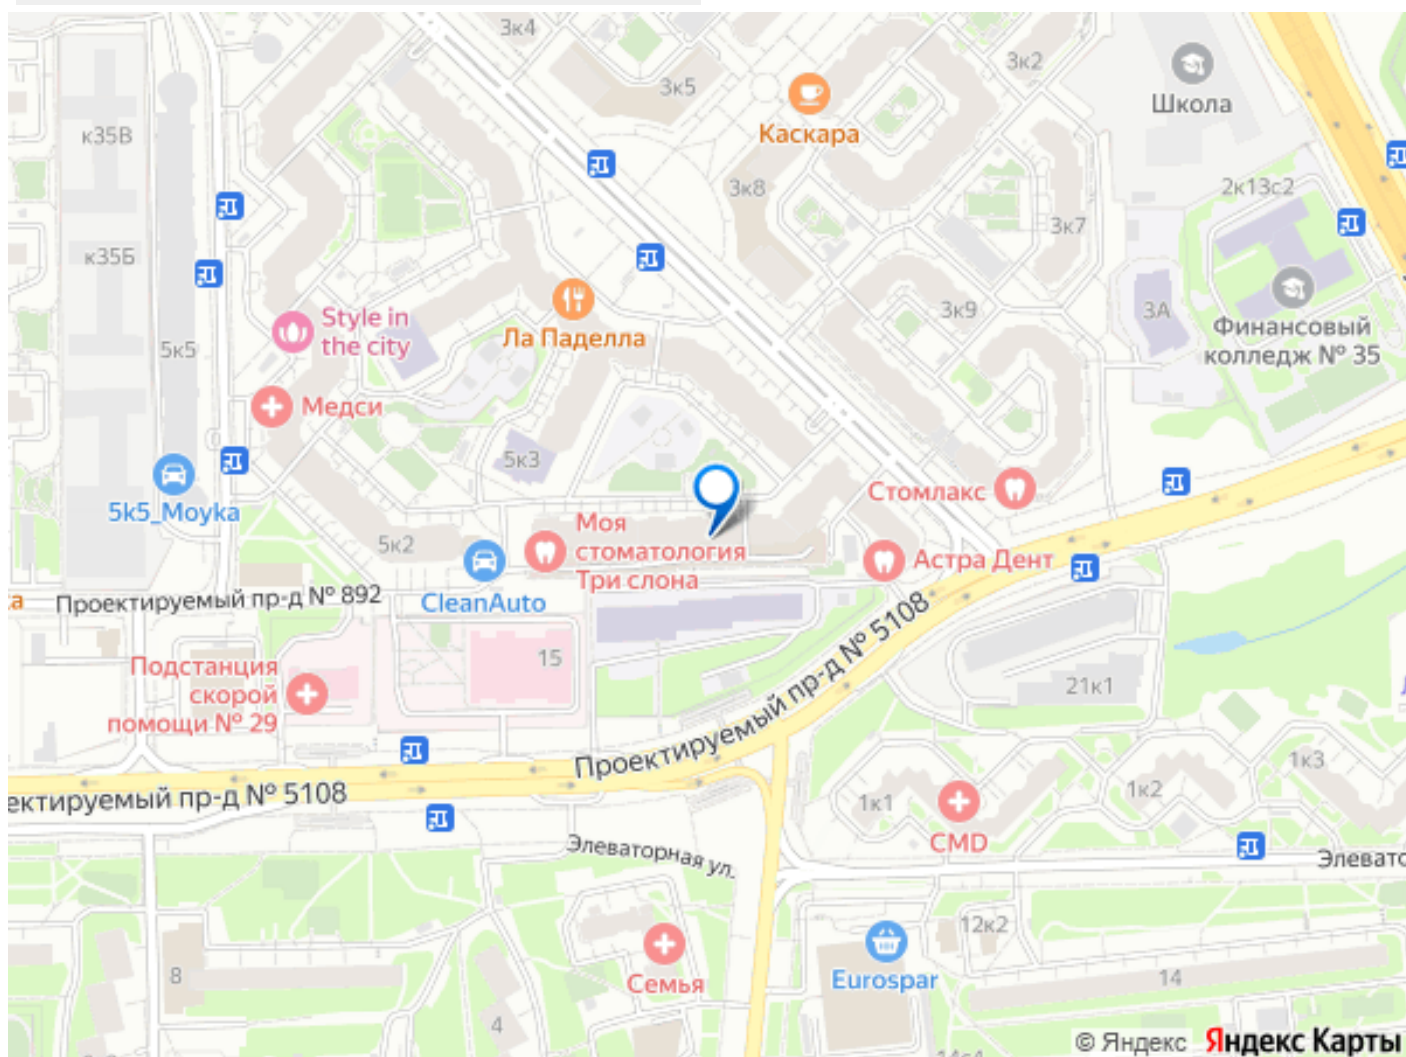 3к4
3к5
3к2
Школа
Каскара
к35В
3к8
2к13с2
3к7
к35Б
3к9
3А
Style in
the city
Ла Паделла
Финансовый
колледж № 35
5к5
Медси
5к3
Стомлакс
5k5_Moyka
Моя
стоматология
Три слона
5к2
Астра Дент
CleanAuto
Проектируемый пр-д № 892
а
Проектируемый пр-д № 5108
15
Подстанция
скорой
помощи № 29
21к1
ектируемый пр-д № 5108
1к3
1к2
1к1
CMD
Элеваторная ул.
Элеватс
12к2
8
Семья
Eurospar
14
4
14с4
© Яндекс Яндекс Карты